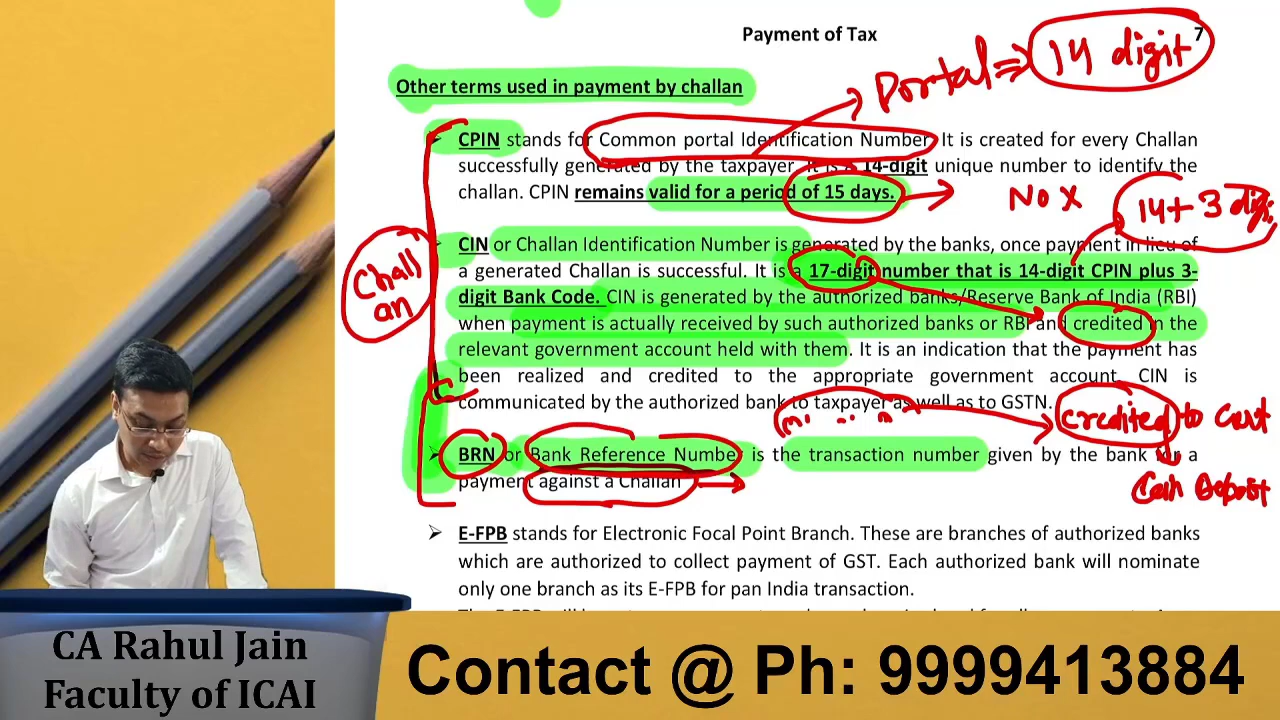 Payment of Tax
7
14 digit
Portal ⇒
Other terms used in payment by challan
CPIN stands for Common portal Identification Number. It is created for every Challan
successfully generated by the taxpayer. It is a 14-digit unique number to identify the
challan. CPIN remains valid for a period of 15 days.
No X
14+ 3 digi
CIN or Challan Identification Number is generated by the banks, once payment in lieu of
a generated Challan is successful. It is a 17-digit number that is 14-digit CPIN plus 3-
digit Bank Code. CIN is generated by the authorized banks/Reserve Bank of India (RBI)
when payment is actually received by such authorized banks or RBI and credited in the
relevant government account held with them. It is an indication that the payment has
been realized and credited to the appropriate government account. CIN is
communicated by the authorized bank to taxpayer as well as to GSTN.
Chall
an
credited to
BRN or Bank Reference Number is the transaction number given by the bank for a
payment against a Challan
Cash Deposit
E-FPB stands for Electronic Focal Point Branch. These are branches of authorized banks
which are authorized to collect payment of GST. Each authorized bank will nominate
only one branch as its E-FPB for pan India transaction.
CA Rahul Jain
Faculty of ICAI
Contact @ Ph: 9999413884